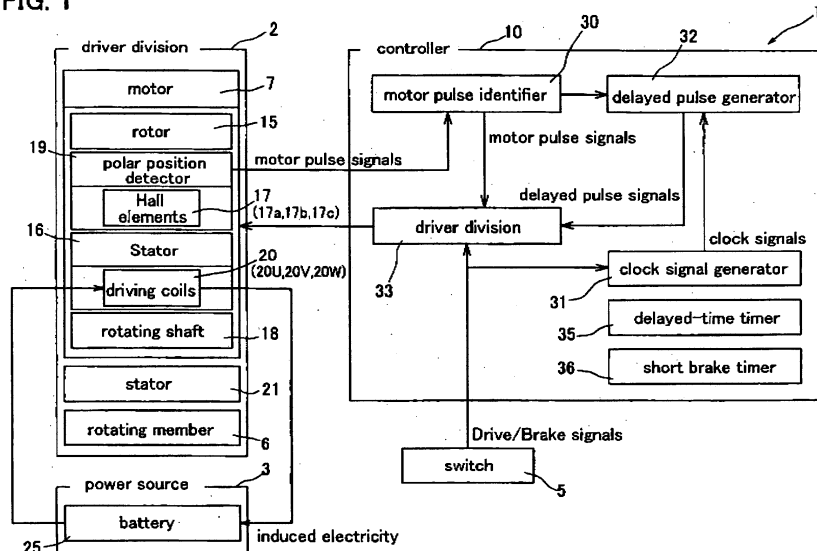 FIG. 1
1
driver division
2
motor
7
rotor
15
19
polar position
detector
Hall
elements
17
(17a,17b,17c)
16
Stator
20
(20U,20V,20W)
driving coils
rotating shaft
18
stator
21
rotating member
6
power source
3
battery
25
induced electricity
motor pulse signals
controller
10
30
motor pulse identifier
32
delayed pulse generator
motor pulse signals
delayed pulse signals
driver division
33
clock signals
clock signal generator
31
delayed-time timer
35
short brake timer
36
Drive/Brake signals
switch
5